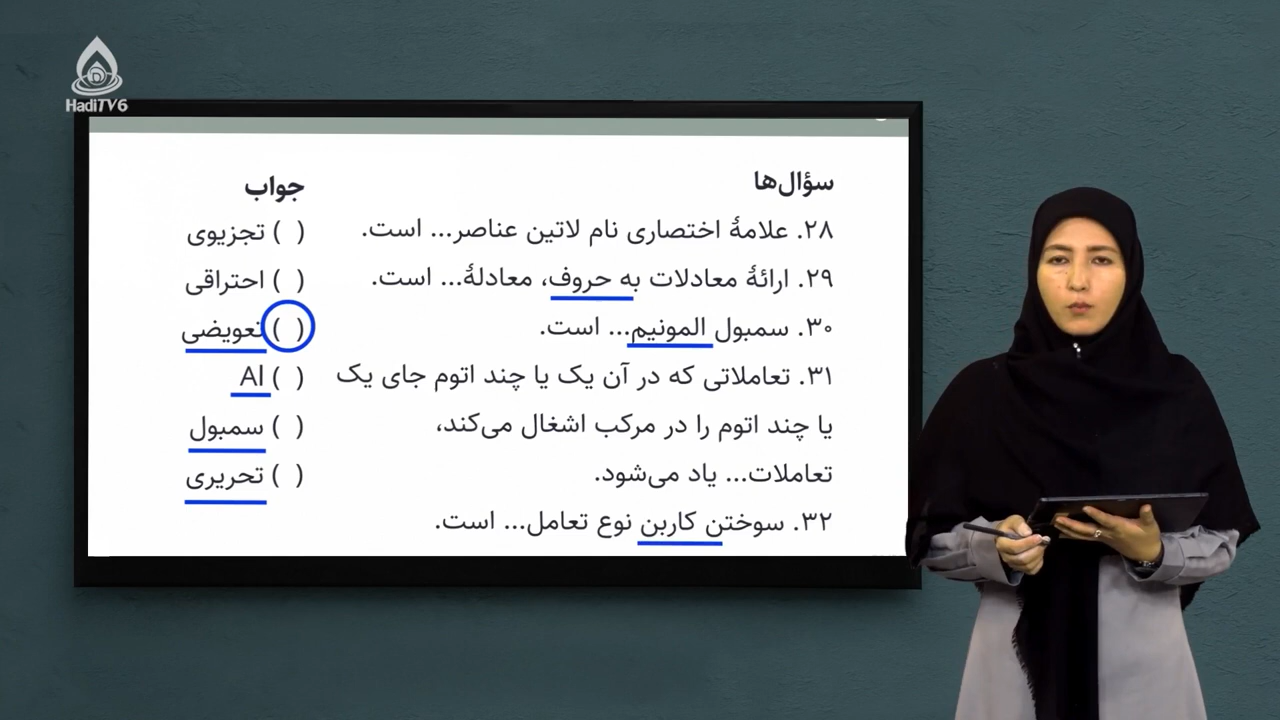 HadiTV6
سؤال‌ها
۲۸. علامهٔ اختصاری نام لاتین عناصر... است.
۲۹. ارائهٔ معادلات به حروف، معادلهٔ... است.
۳۰. سمبول المونیم... است.
۳۱. تعاملاتی که در آن یک یا چند اتوم جای یک
یا چند اتوم را در مرکب اشغال می‌کند،
تعاملات... یاد می‌شود.
۳۲. سوختن کاربن نوع تعامل... است.
جواب
( ) تجزیوی
( ) احتراقی
( ) تعویضی
( ) Al
( ) سمبول
( ) تحریری